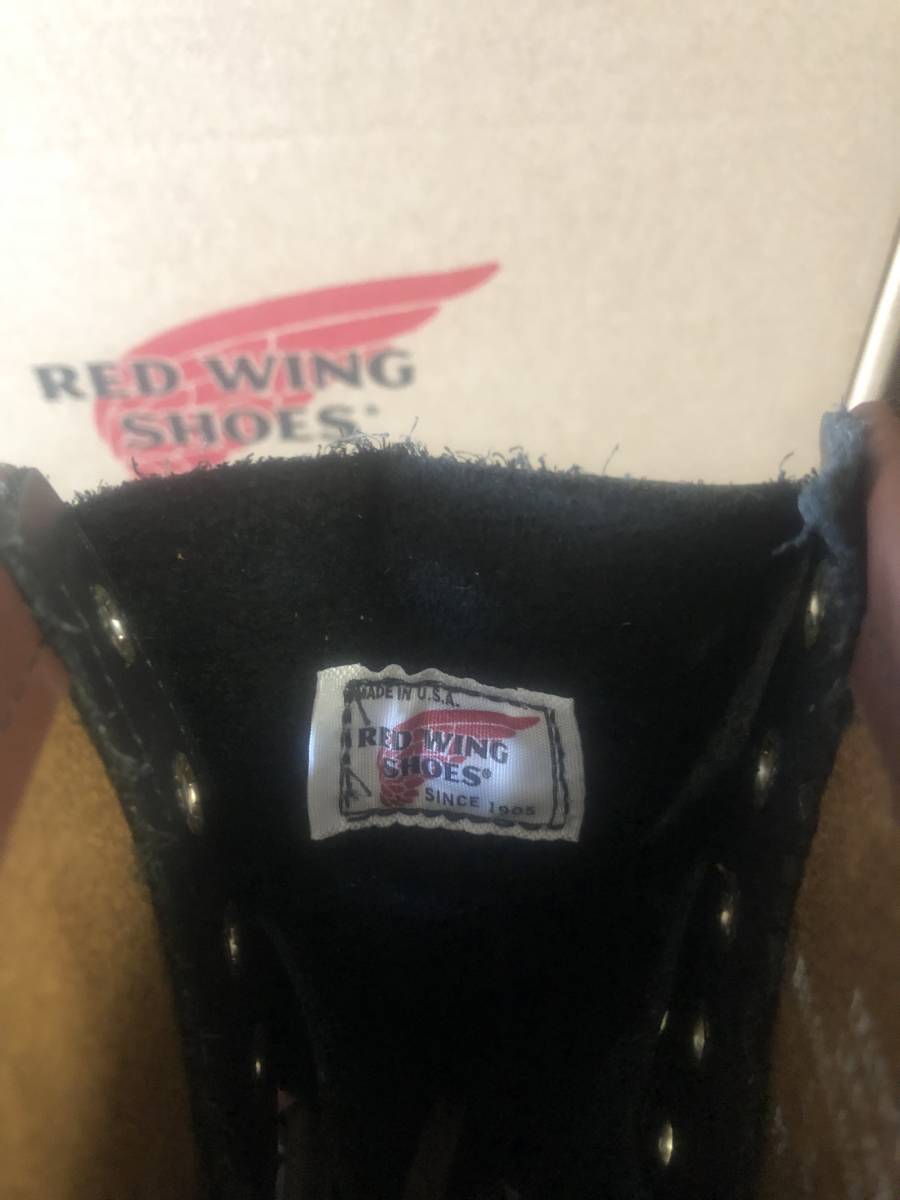 RED WING
SHOES
MADE IN U.S.A.
RED WING
SHOES®
SINCE 1905